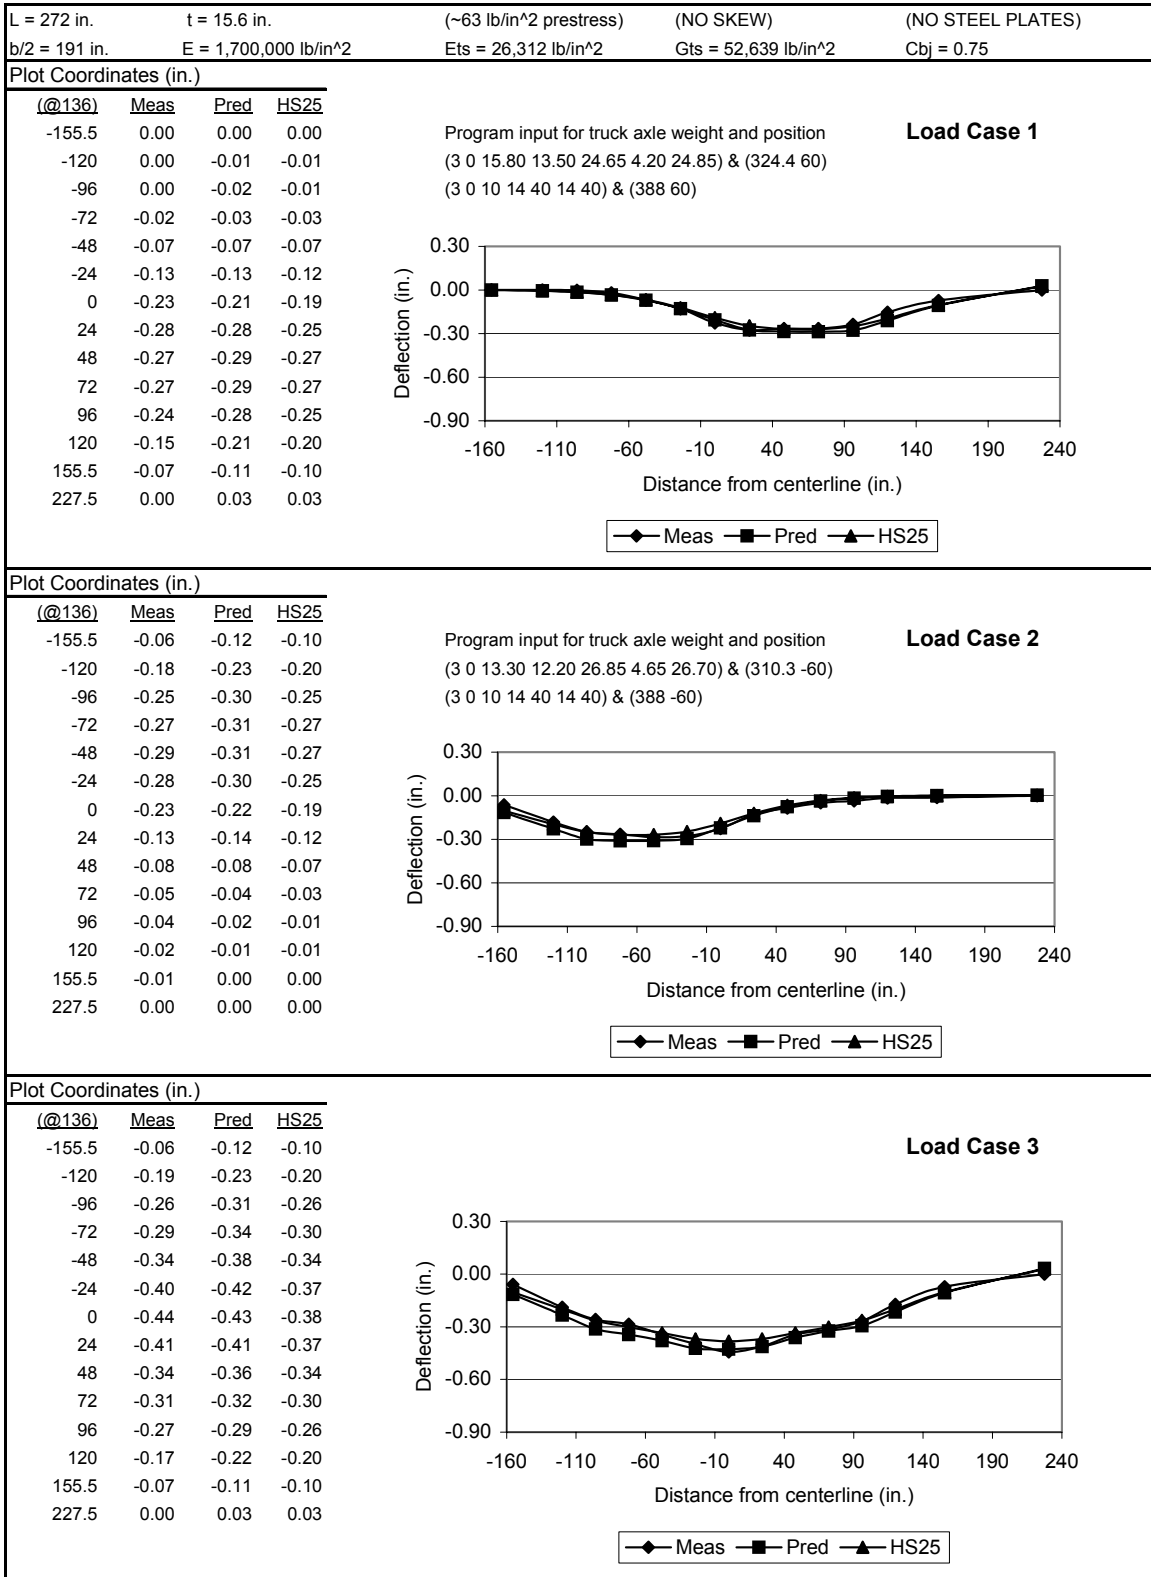 L = 272 in. t = 15.6 in. (~63 lb/in^2 prestress) (NO SKEW) (NO STEEL PLATES)
b/2 = 191 in. E = 1,700,000 lb/in^2 Ets = 26,312 lb/in^2 Gts = 52,639 lb/in^2 Cbj = 0.75
Plot Coordinates (in.)
(@136) Meas Pred HS25
-155.5 0.00 0.00 0.00
-120 0.00 -0.01 -0.01
-96 0.00 -0.02 -0.01
-72 -0.02 -0.03 -0.03
-48 -0.07 -0.07 -0.07
-24 -0.13 -0.13 -0.12
0 -0.23 -0.21 -0.19
24 -0.28 -0.28 -0.25
48 -0.27 -0.29 -0.27
72 -0.27 -0.29 -0.27
96 -0.24 -0.28 -0.25
120 -0.15 -0.21 -0.20
155.5 -0.07 -0.11 -0.10
227.5 0.00 0.03 0.03
Program input for truck axle weight and position Load Case 1
(3 0 15.80 13.50 24.65 4.20 24.85) & (324.4 60)
(3 0 10 14 40 14 40) & (388 60)
Deflection (in.)
0.30
0.00
-0.30
-0.60
-0.90
-160 -110 -60 -10 40 90 140 190 240
Distance from centerline (in.)
Meas Pred HS25
Plot Coordinates (in.)
(@136) Meas Pred HS25
-155.5 -0.06 -0.12 -0.10
-120 -0.18 -0.23 -0.20
-96 -0.25 -0.30 -0.25
-72 -0.27 -0.31 -0.27
-48 -0.29 -0.31 -0.27
-24 -0.28 -0.30 -0.25
0 -0.23 -0.22 -0.19
24 -0.13 -0.14 -0.12
48 -0.08 -0.08 -0.07
72 -0.05 -0.04 -0.03
96 -0.04 -0.02 -0.01
120 -0.02 -0.01 -0.01
155.5 -0.01 0.00 0.00
227.5 0.00 0.00 0.00
Program input for truck axle weight and position Load Case 2
(3 0 13.30 12.20 26.85 4.65 26.70) & (310.3 -60)
(3 0 10 14 40 14 40) & (388 -60)
Deflection (in.)
0.30
0.00
-0.30
-0.60
-0.90
-160 -110 -60 -10 40 90 140 190 240
Distance from centerline (in.)
Meas Pred HS25
Plot Coordinates (in.)
(@136) Meas Pred HS25
-155.5 -0.06 -0.12 -0.10
-120 -0.19 -0.23 -0.20
-96 -0.26 -0.31 -0.26
-72 -0.29 -0.34 -0.30
-48 -0.34 -0.38 -0.34
-24 -0.40 -0.42 -0.37
0 -0.44 -0.43 -0.38
24 -0.41 -0.41 -0.37
48 -0.34 -0.36 -0.34
72 -0.31 -0.32 -0.30
96 -0.27 -0.29 -0.26
120 -0.17 -0.22 -0.20
155.5 -0.07 -0.11 -0.10
227.5 0.00 0.03 0.03
Load Case 3
Deflection (in.)
0.30
0.00
-0.30
-0.60
-0.90
-160 -110 -60 -10 40 90 140 190 240
Distance from centerline (in.)
Meas Pred HS25